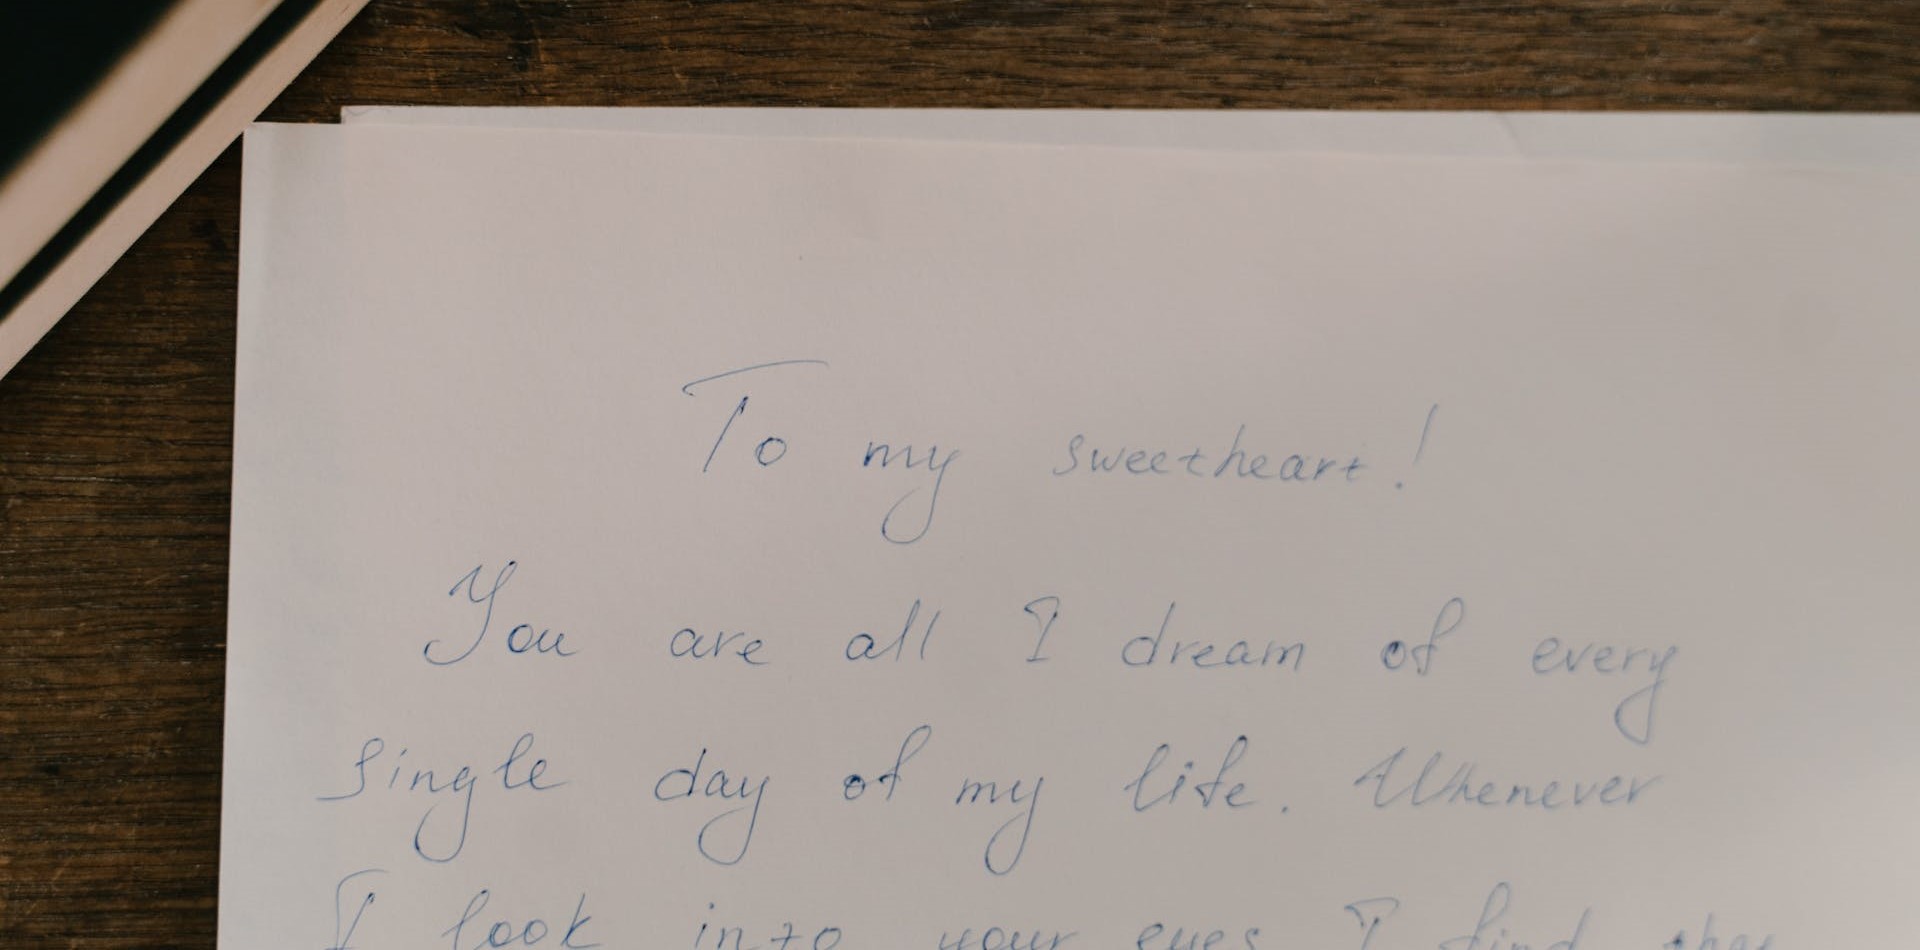 To my sweetheart!
You are all I dream of every
single day of my life. Whenever
I look into your eyes I find